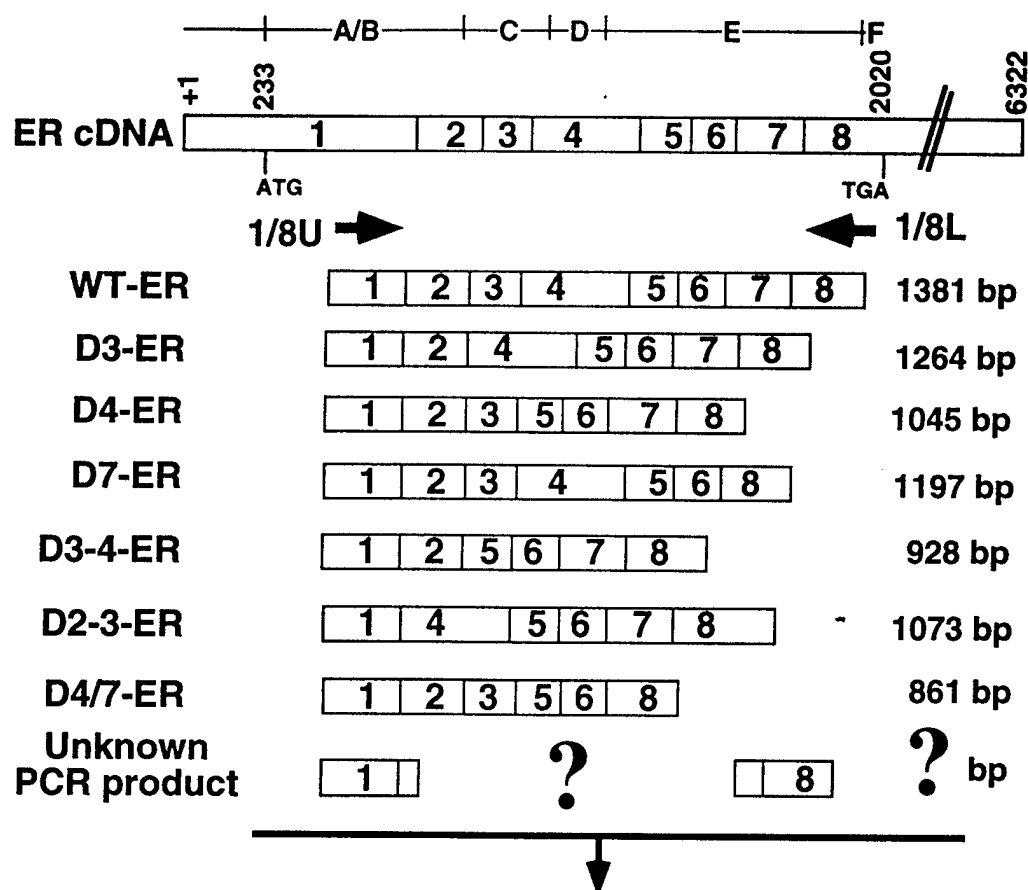 A/B C D E F
+1 233 2020 6322
ER cDNA 1 2 3 4 5 6 7 8
ATG TGA
1/8U 1/8L
WT-ER 1 2 3 4 5 6 7 8 1381 bp
D3-ER 1 2 4 5 6 7 8 1264 bp
D4-ER 1 2 3 5 6 7 8 1045 bp
D7-ER 1 2 3 4 5 6 8 1197 bp
D3-4-ER 1 2 5 6 7 8 928 bp
D2-3-ER 1 4 5 6 7 8 1073 bp
D4/7-ER 1 2 3 5 6 8 861 bp
Unknown
PCR product 1 ? 8 ? bp